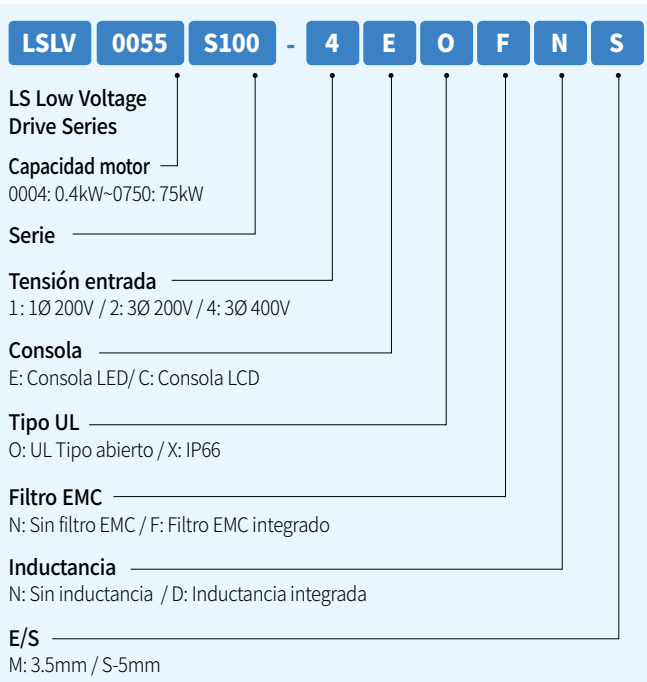 LSLV 0055 S100 - 4 E O F N S
LS Low Voltage
Drive Series
Capacidad motor
0004: 0.4kW~0750: 75kW
Serie
Tensión entrada
1: 1Ø 200V / 2: 3Ø 200V / 4: 3Ø 400V
Consola
E: Consola LED/ C: Consola LCD
Tipo UL
O: UL Tipo abierto / X: IP66
Filtro EMC
N: Sin filtro EMC / F: Filtro EMC integrado
Inductancia
N: Sin inductancia / D: Inductancia integrada
E/S
M: 3.5mm / S-5mm